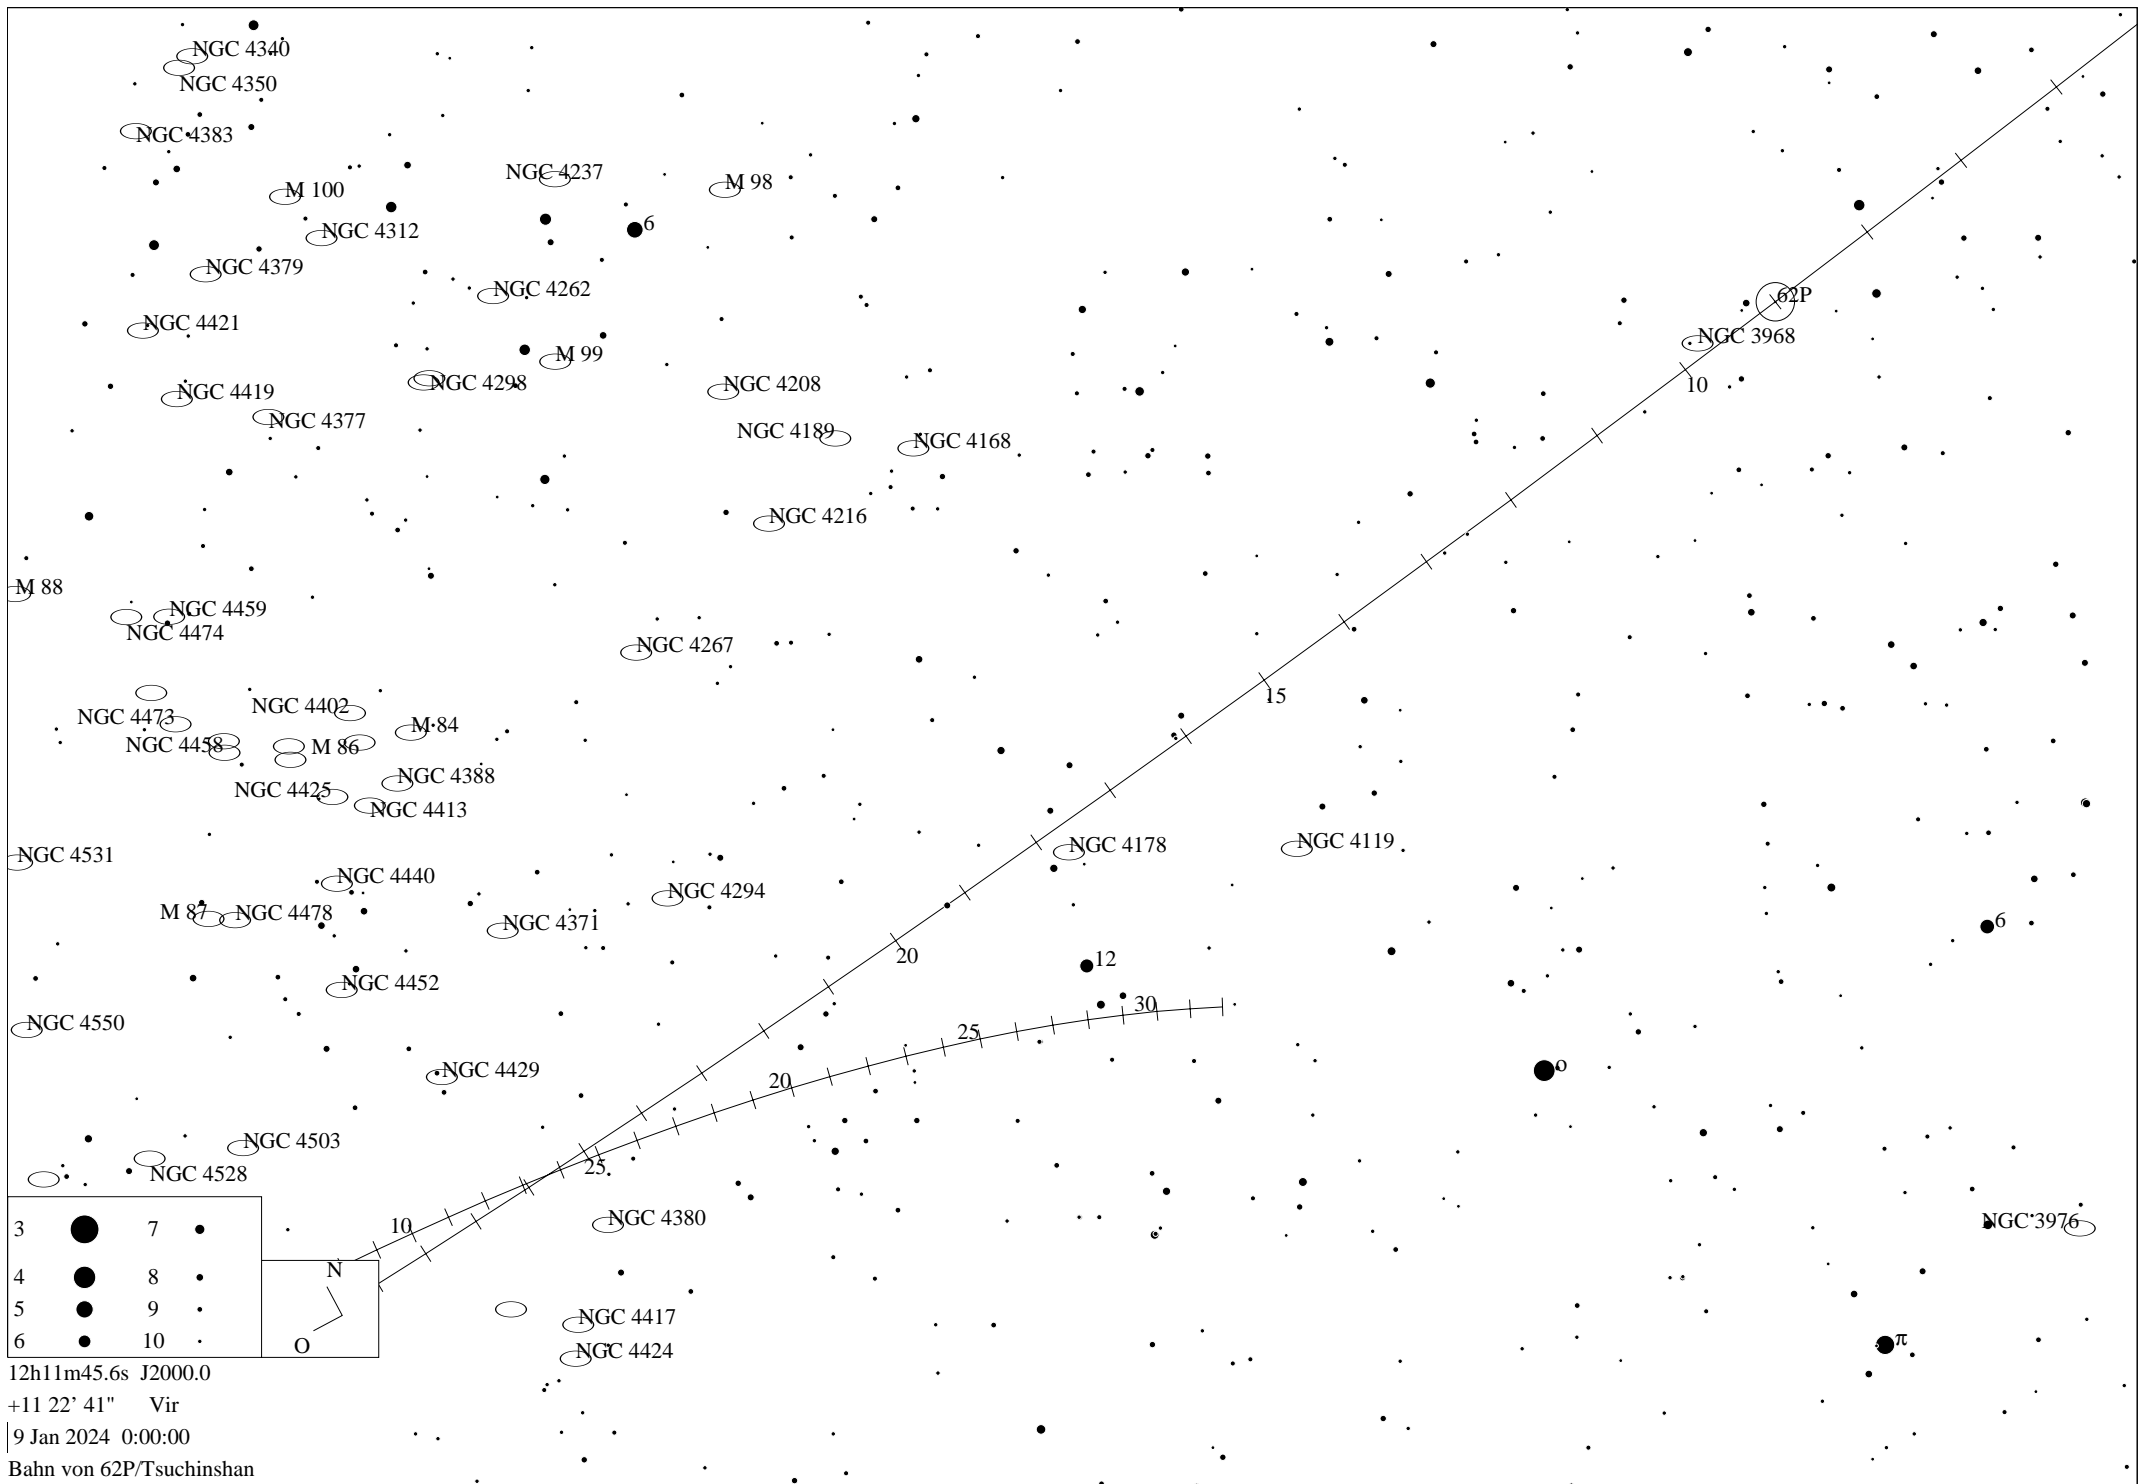 NGC 4340
NGC 4350
NGC 4383
NGC 4237
M 98
M 100
6
NGC 4312
NGC 4379
NGC 4262
62P
NGC 4421
NGC 3968
M 99
NGC 4298
NGC 4208
10
NGC 4419
NGC 4377
NGC 4189
NGC 4168
NGC 4216
M 88
NGC 4459
NGC 4474
NGC 4267
15
NGC 4402
NGC 4473
M 84
NGC 4458
M 86
NGC 4388
NGC 4425
NGC 4413
NGC 4178
NGC 4119
NGC 4531
NGC 4440
NGC 4294
M 87
NGC 4478
NGC 4371
6
20
12
NGC 4452
30
NGC 4550
25
NGC 4429
o
20
NGC 4503
NGC 4528
25
10
NGC 4380
NGC 3976
NGC 4417
NGC 4424
π
3 7
4 8
5 9
6 10
N
O
12h11m45.6s J2000.0
+11 22' 41" Vir
9 Jan 2024 0:00:00
Bahn von 62P/Tsuchinshan